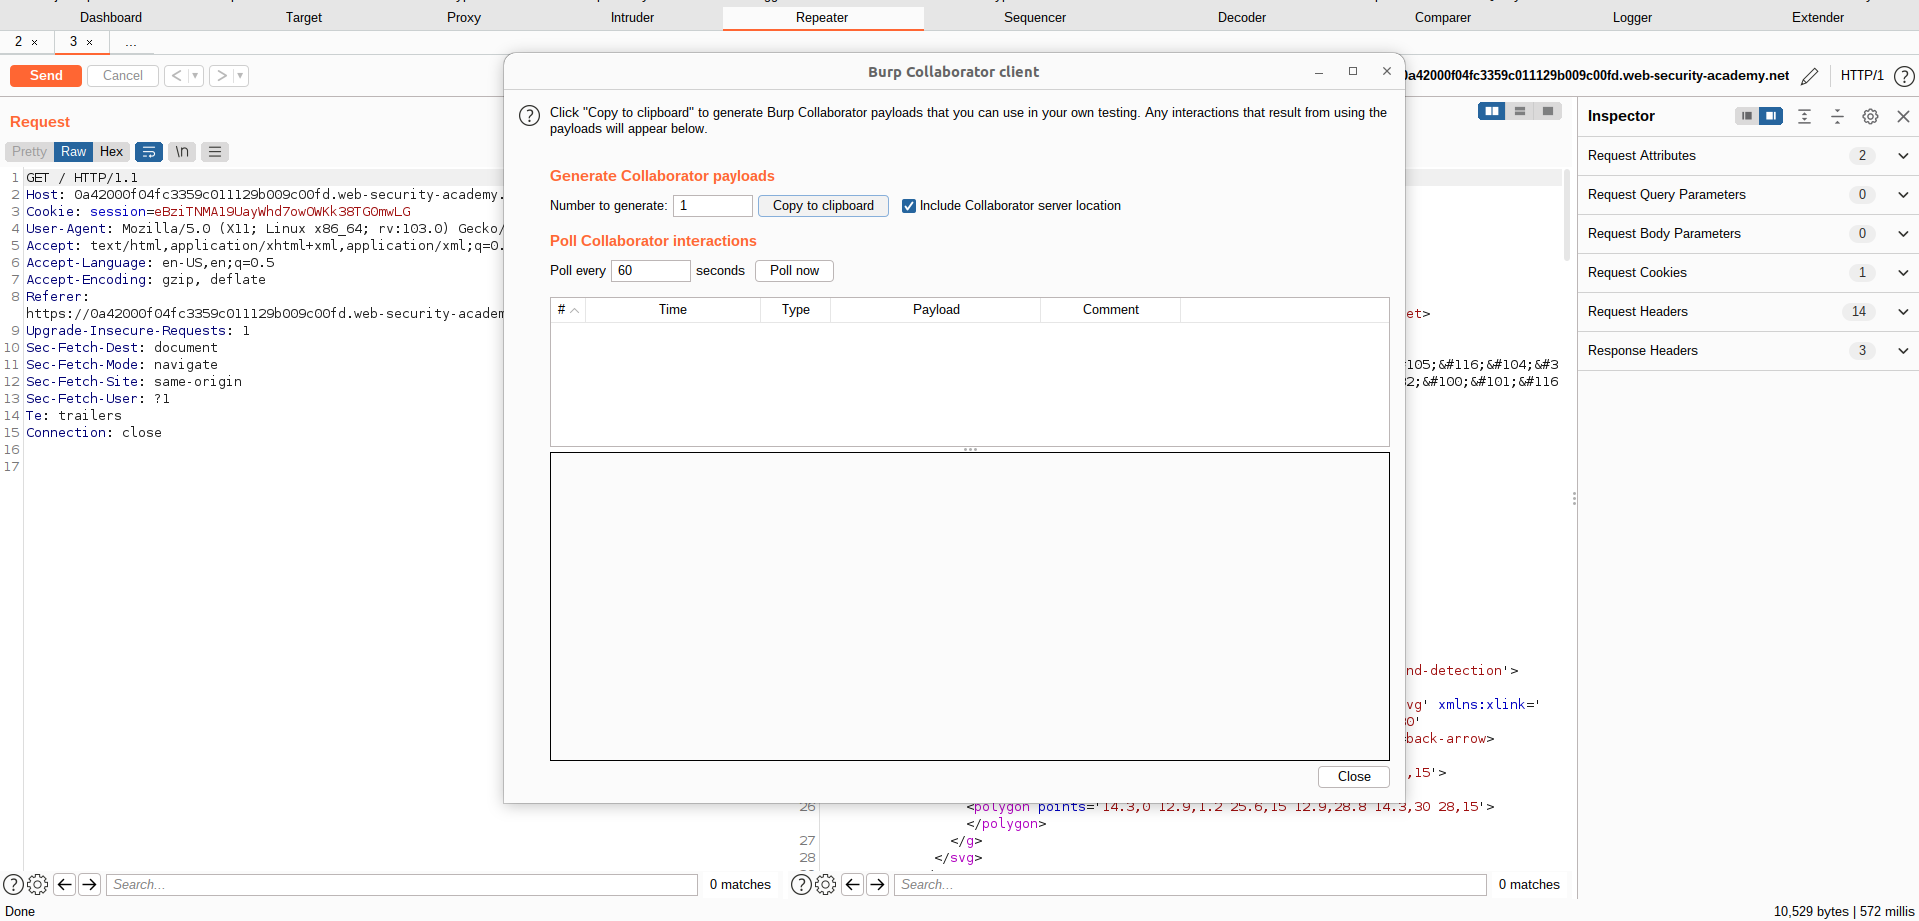 Dashboard Target Proxy Intruder Repeater Sequencer Decoder Comparer Logger Extender
2 × 3 × ...
Send Cancel < > 0a42000f04fc3359c011129b009c00fd.web-security-academy.net HTTP/1 ?
Burp Collaborator client
? Click "Copy to clipboard" to generate Burp Collaborator payloads that you can use in your own testing. Any interactions that result from using the
payloads will appear below.
Generate Collaborator payloads
Number to generate: 1 Copy to clipboard Include Collaborator server location
Poll Collaborator interactions
Poll every 60 seconds Poll now
# Time Type Payload Comment
Close
Request
Pretty Raw Hex \n
1 GET / HTTP/1.1
2 Host: 0a42000f04fc3359c011129b009c00fd.web-security-academy.
3 Cookie: session=eBziTNMA19UayWhd7owOWKk38TG0mwLG
4 User-Agent: Mozilla/5.0 (X11; Linux x86_64; rv:103.0) Gecko/
5 Accept: text/html,application/xhtml+xml,application/xml;q=0.
6 Accept-Language: en-US,en;q=0.5
7 Accept-Encoding: gzip, deflate
8 Referer:
https://0a42000f04fc3359c011129b009c00fd.web-security-academ
9 Upgrade-Insecure-Requests: 1
10 Sec-Fetch-Dest: document
11 Sec-Fetch-Mode: navigate
12 Sec-Fetch-Site: same-origin
13 Sec-Fetch-User: ?1
14 Te: trailers
15 Connection: close
16
17
et>
105;&#116;&#104;&#3
2;&#100;&#101;&#116
nd-detection'>
vg' xmlns:xlink='
0'
back-arrow>
,15'>
26 <polygon points='14.3,0 12.9,1.2 25.6,15 12.9,28.8 14.3,30 28,15'>
</polygon>
27 </g>
28 </svg>
Inspector
Request Attributes 2
Request Query Parameters 0
Request Body Parameters 0
Request Cookies 1
Request Headers 14
Response Headers 3
? Search... 0 matches
? Search... 0 matches
Done 10,529 bytes | 572 millis